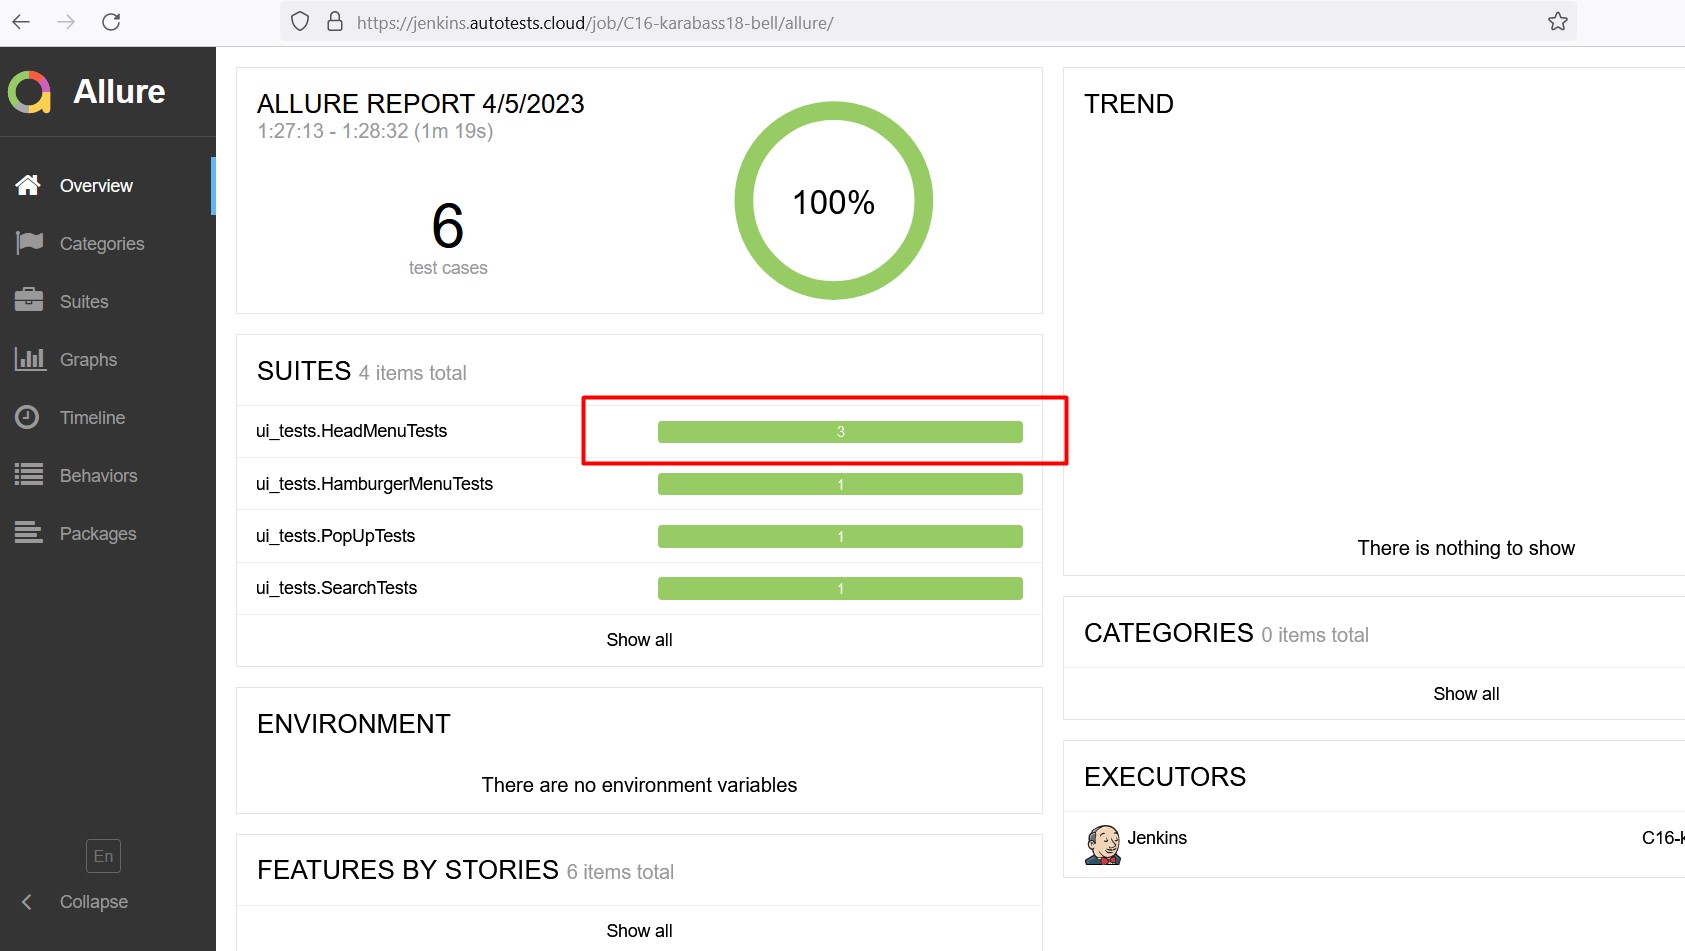 https://jenkins.autotests.cloud/job/C16-karabass18-bell/allure/
Allure
Overview
Categories
Suites
Graphs
Timeline
Behaviors
Packages
En
Collapse
ALLURE REPORT 4/5/2023
1:27:13 - 1:28:32 (1m 19s)
6
test cases
100%
SUITES 4 items total
ui_tests.HeadMenuTests 3
ui_tests.HamburgerMenuTests 1
ui_tests.PopUpTests 1
ui_tests.SearchTests 1
Show all
ENVIRONMENT
There are no environment variables
FEATURES BY STORIES 6 items total
Show all
TREND
There is nothing to show
CATEGORIES 0 items total
Show all
EXECUTORS
Jenkins